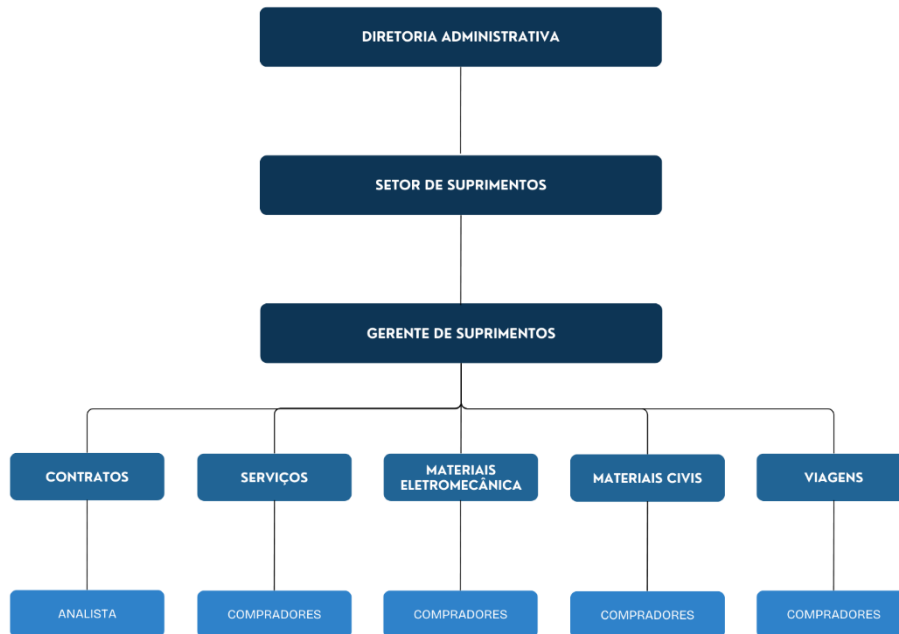 DIRETORIA ADMINISTRATIVA
SETOR DE SUPRIMENTOS
GERENTE DE SUPRIMENTOS
CONTRATOS
SERVIÇOS
MATERIAIS
ELETROMECÂNICA
MATERIAIS CIVIS
VIAGENS
ANALISTA
COMPRADORES
COMPRADORES
COMPRADORES
COMPRADORES